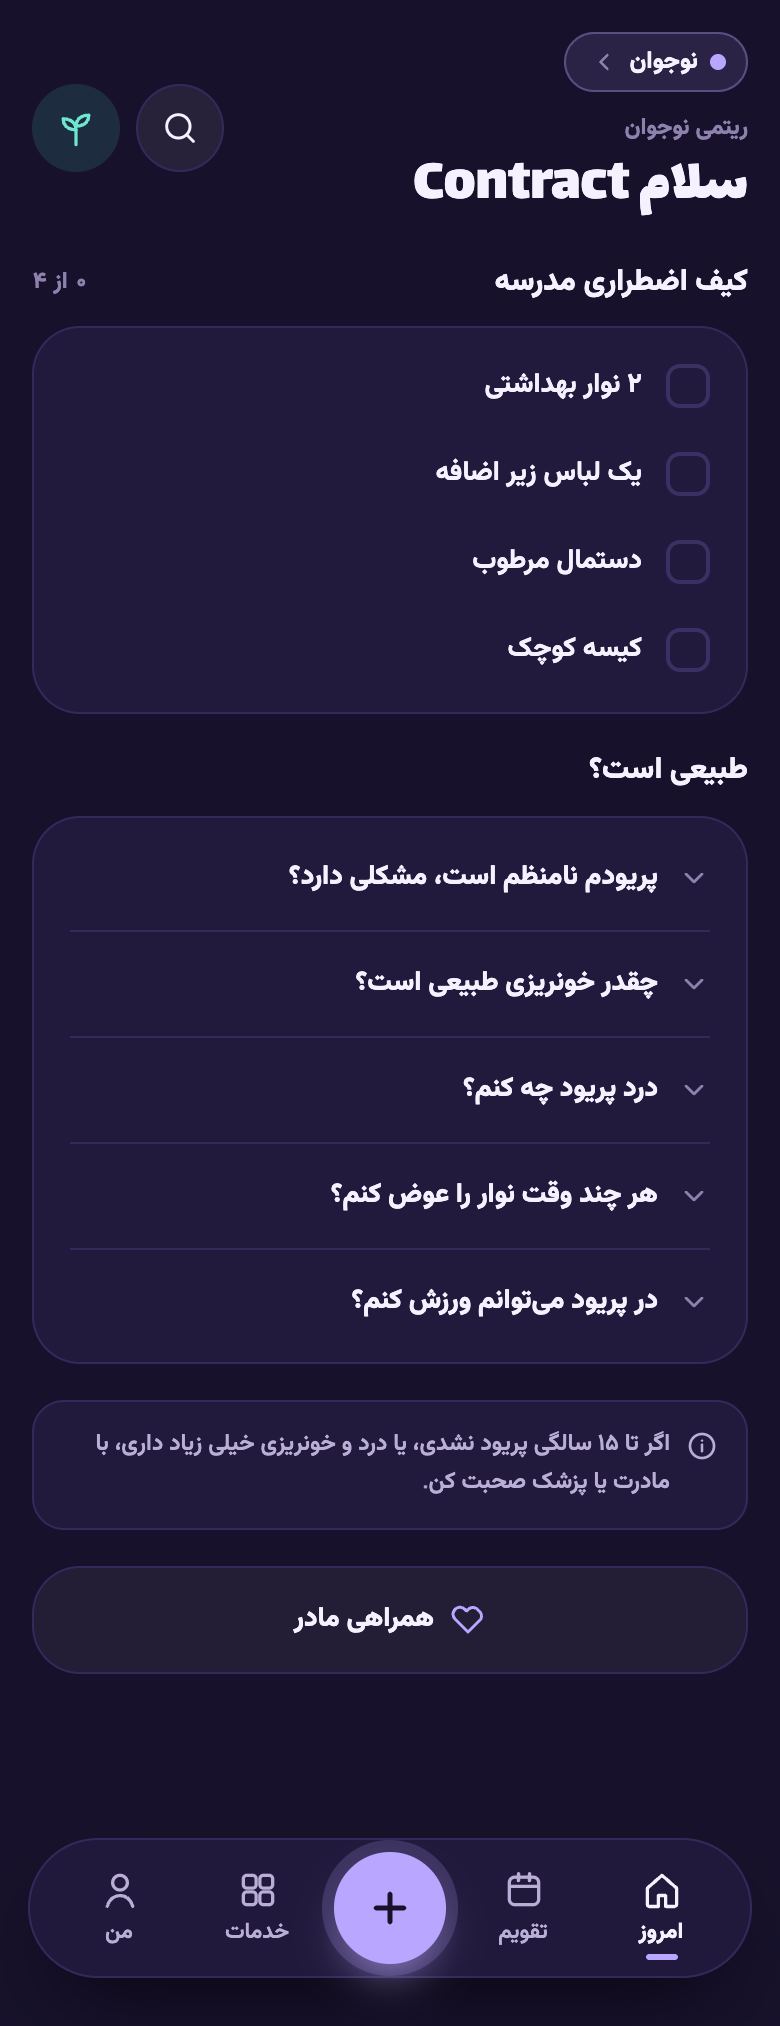 نوجوان
ریتمی نوجوان
سلام Contract
کیف اضطراری مدرسه
۰ از ۴
۲ نوار بهداشتی
یک لباس زیر اضافه
دستمال مرطوب
کیسه کوچک
طبیعی است؟
پریودم نامنظم است، مشکلی دارد؟
چقدر خونریزی طبیعی است؟
درد پریود چه کنم؟
هر چند وقت نوار را عوض کنم؟
در پریود می‌توانم ورزش کنم؟
اگر تا ۱۵ سالگی پریود نشدی، یا درد و خونریزی خیلی زیاد داری، با
مادرت یا پزشک صحبت کن.
همراهی مادر
امروز
تقویم
خدمات
من